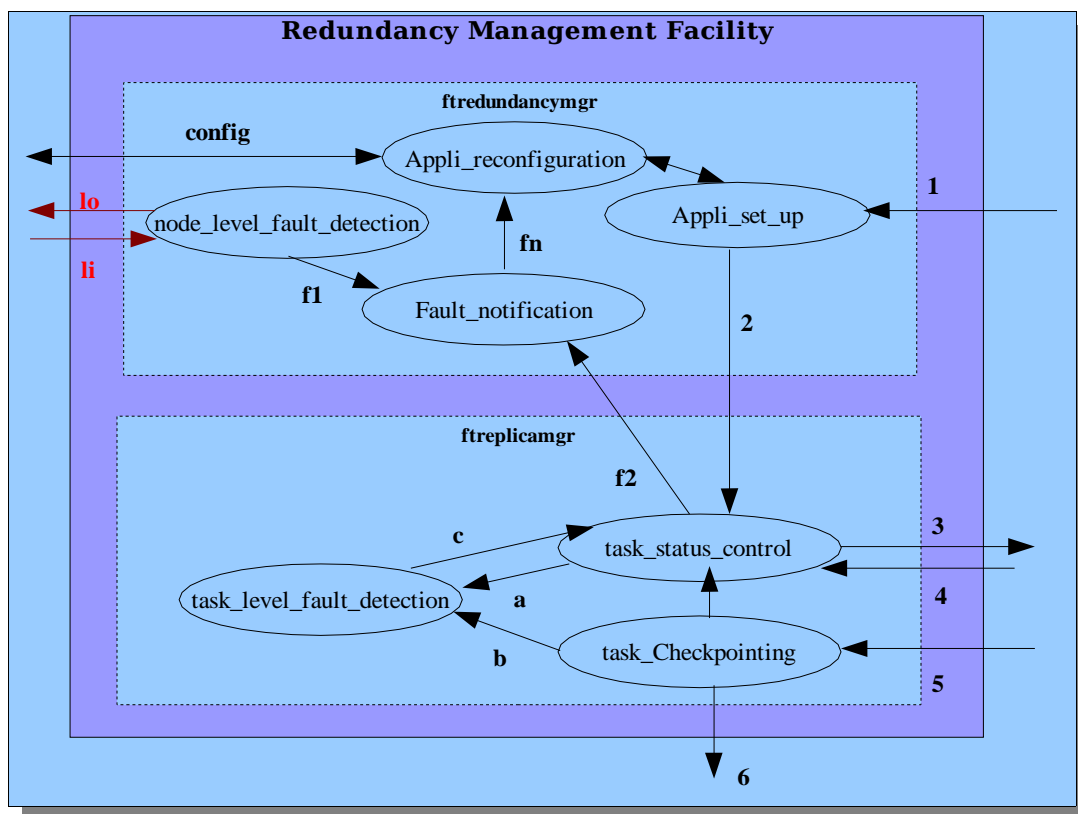 Redundancy Management Facility
ftredundancymgr
config
Appli_reconfiguration
1
lo
node_level_fault_detection
Appli_set_up
fn
li
f1
Fault_notification
2
ftreplicamgr
f2
c
3
task_status_control
a
4
task_level_fault_detection
b
task_Checkpointing
5
6